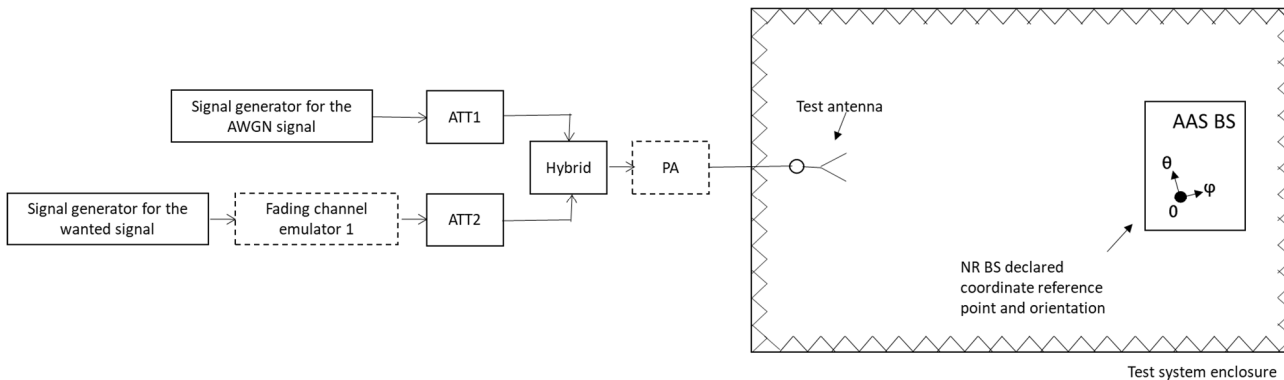 Signal generator for the
AWGN signal
ATT1
Hybrid
PA
Signal generator for the
wanted signal
Fading channel
emulator 1
ATT2
Test antenna
AAS BS
θ
φ
0
NR BS declared
coordinate reference
point and orientation
Test system enclosure